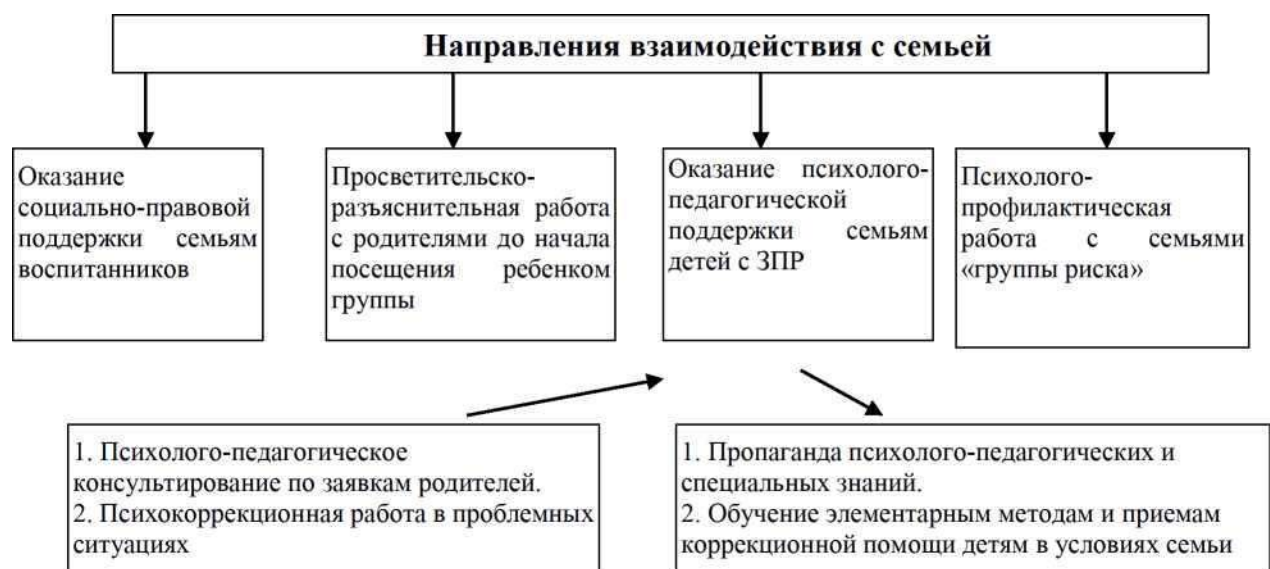 Направления взаимодействия с семьей
Оказание
социально-правовой
поддержки семьям
воспитанников
Просветительско-
разъяснительная работа
с родителями до начала
посещения ребенком
группы
Оказание психолого-
педагогической
поддержки семьям
детей с ЗПР
Психолого-
профилактическая
работа с семьями
«группы риска»
1. Психолого-педагогическое
консультирование по заявкам родителей.
2. Психокоррекционная работа в проблемных
ситуациях
1. Пропаганда психолого-педагогических и
специальных знаний.
2. Обучение элементарным методам и приемам
коррекционной помощи детям в условиях семьи